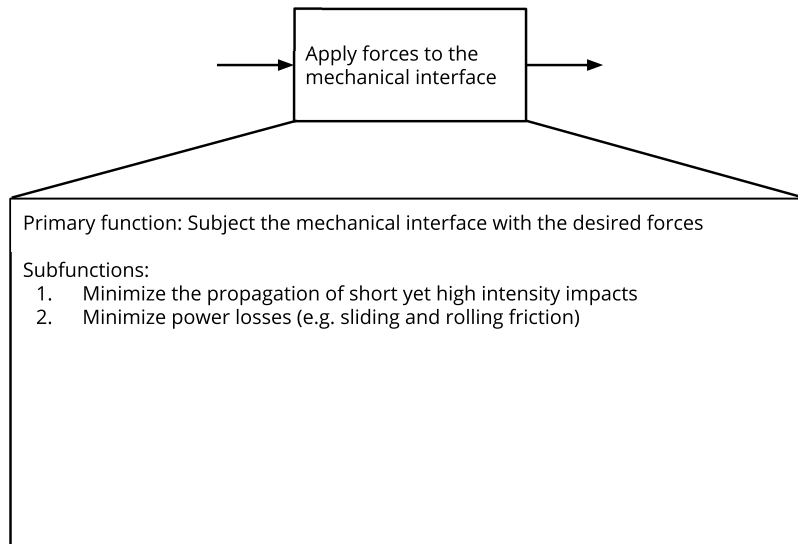 Apply forces to the
mechanical interface
Primary function: Subject the mechanical interface with the desired forces
Subfunctions:
1. Minimize the propagation of short yet high intensity impacts
2. Minimize power losses (e.g. sliding and rolling friction)